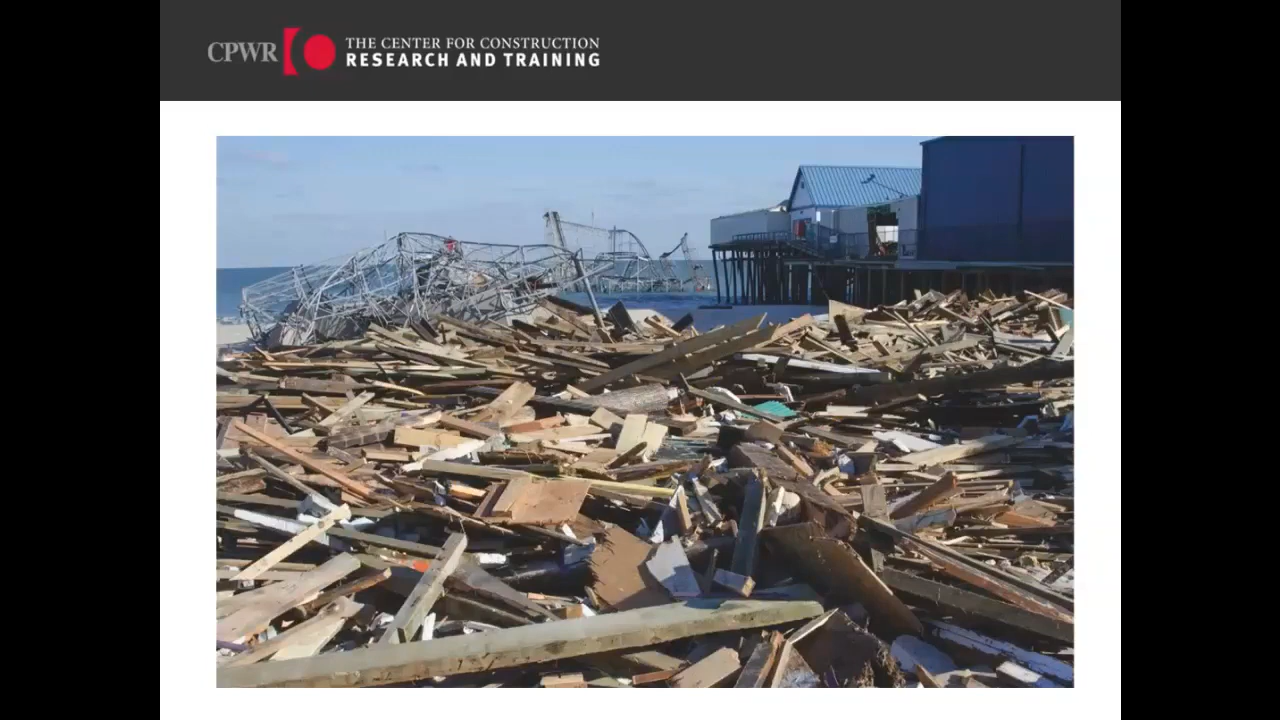 CPWR
THE CENTER FOR CONSTRUCTION
RESEARCH AND TRAINING